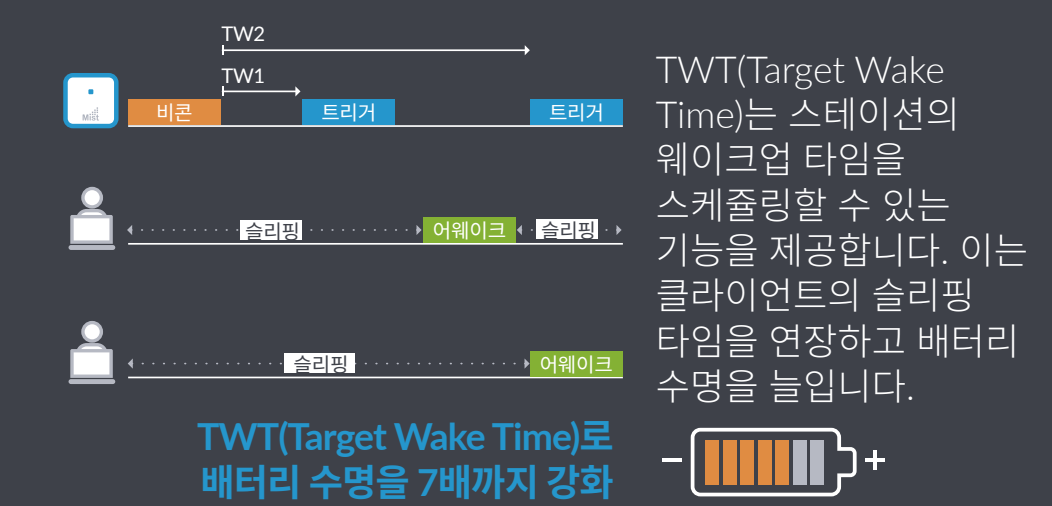 TW2
TW1
Mist
비콘
트리거
트리거
슬리핑
어웨이크
슬리핑
슬리핑
어웨이크
TWT(Target Wake Time)로
배터리 수명을 7배까지 강화
TWT(Target Wake
Time)는 스테이션의
웨이크업 타임을
스케쥴링할 수 있는
기능을 제공합니다. 이는
클라이언트의 슬리핑
타임을 연장하고 배터리
수명을 늘입니다.
- +